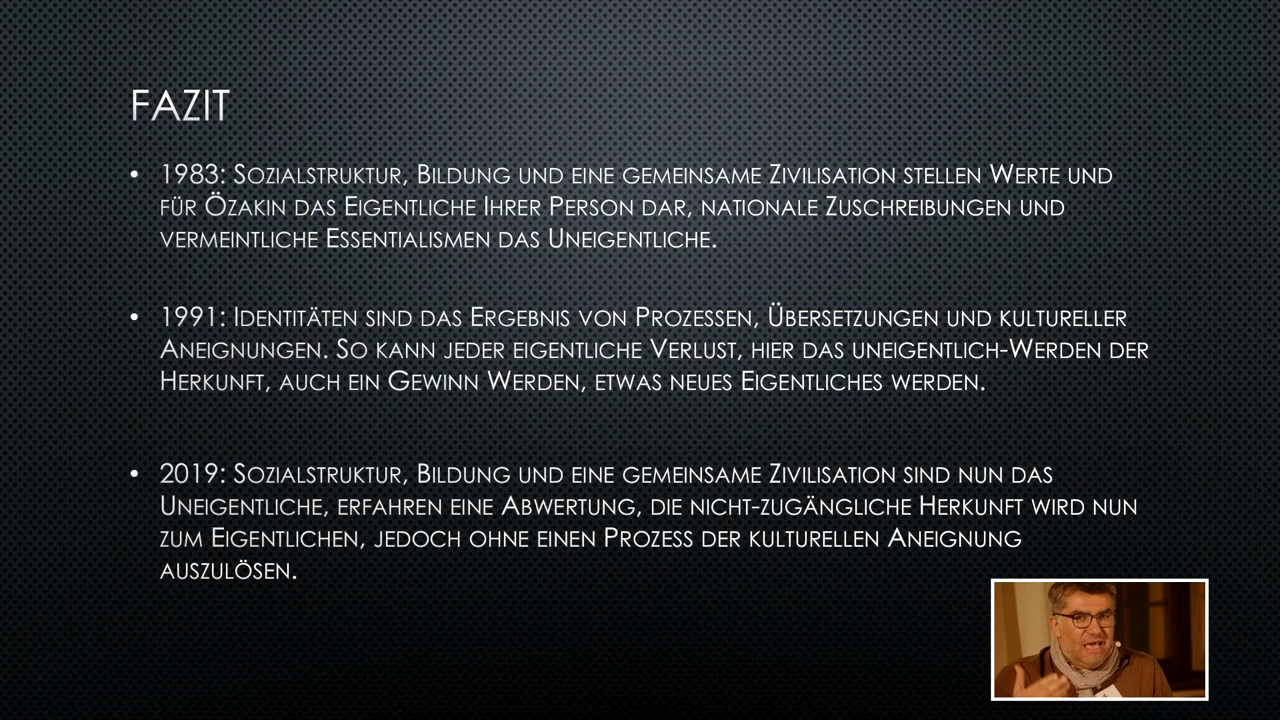 FAZIT
• 1983: Sozialstruktur, Bildung und eine gemeinsame Zivilisation stellen Werte und
für Özakin das Eigentliche Ihrer Person dar, nationale Zuschreibungen und
vermeintliche Essentialismen das Uneigentliche.
• 1991: Identitäten sind das Ergebnis von Prozessen, Übersetzungen und kultureller
Aneignungen. So kann jeder eigentliche Verlust, hier das uneigentlich-Werden der
Herkunft, auch ein Gewinn Werden, etwas neues Eigentliches werden.
• 2019: Sozialstruktur, Bildung und eine gemeinsame Zivilisation sind nun das
Uneigentliche, erfahren eine Abwertung, die nicht-zugängliche Herkunft wird nun
zum Eigentlichen, jedoch ohne einen Prozess der kulturellen Aneignung
auszulösen.